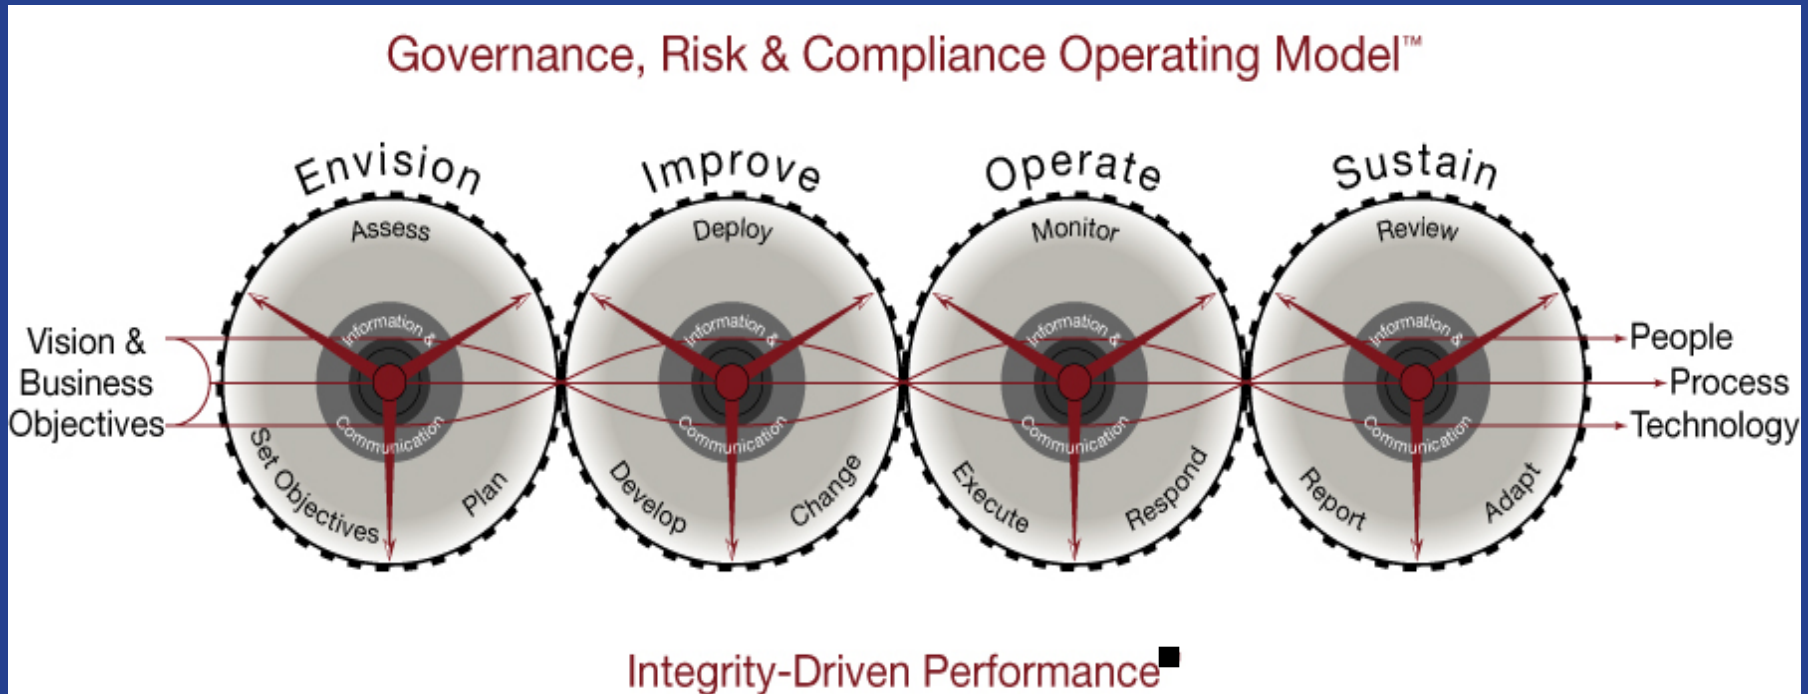 Governance, Risk & Compliance Operating Model™
Envision
Improve
Operate
Sustain
Assess
Set Objectives
Plan
Information &
Communication
Deploy
Develop
Change
Information &
Communication
Monitor
Execute
Respond
Information &
Communication
Review
Report
Adapt
Information &
Communication
Vision &
Business
Objectives
People
Process
Technology
Integrity-Driven Performance